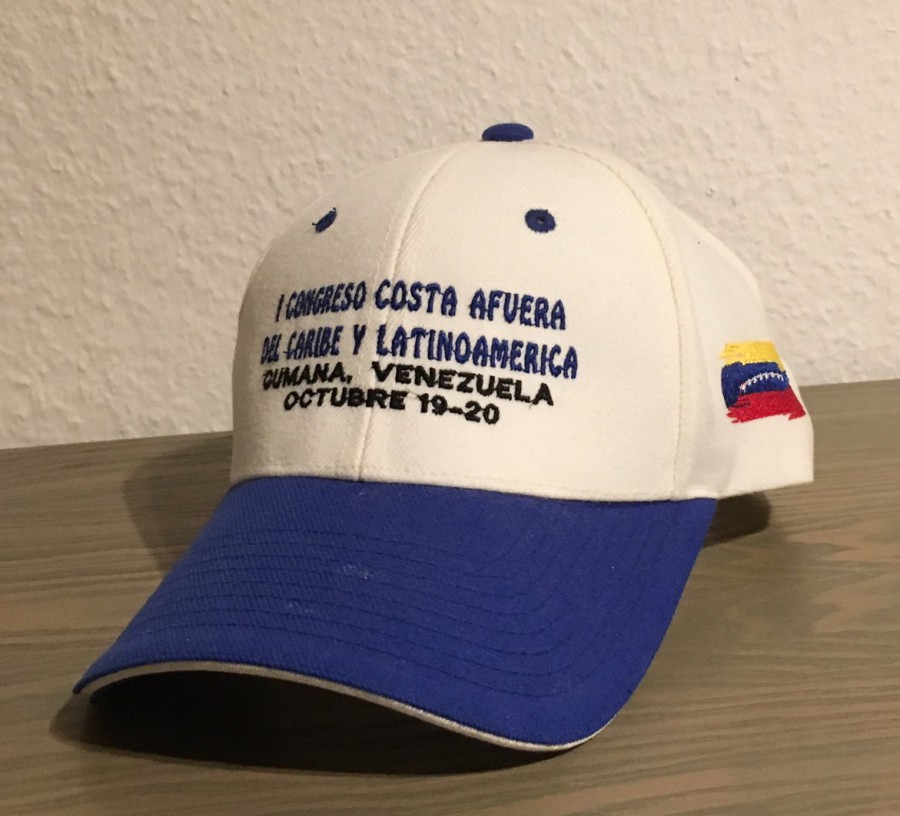 I CONGRESO COSTA AFUERA
DEL CARIBE Y LATINOAMERICA
CUMANA, VENEZUELA
OCTUBRE 19-20